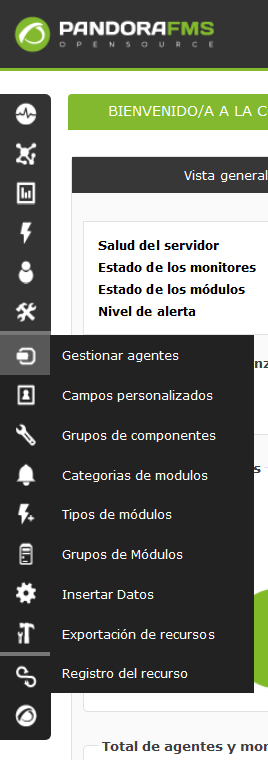 PANDORAFMS
OPENSOURCE
BIENVENIDO/A A LA C
Vista general
Salud del servidor
Estado de los monitores
Estado de los módulos
Nivel de alerta
Gestionar agentes
nz
Campos personalizados
Grupos de componentes
s
Categorias de modulos
Tipos de módulos
Grupos de Módulos
Insertar Datos
Exportación de recursos
Registro del recurso
Total de agentes y mon